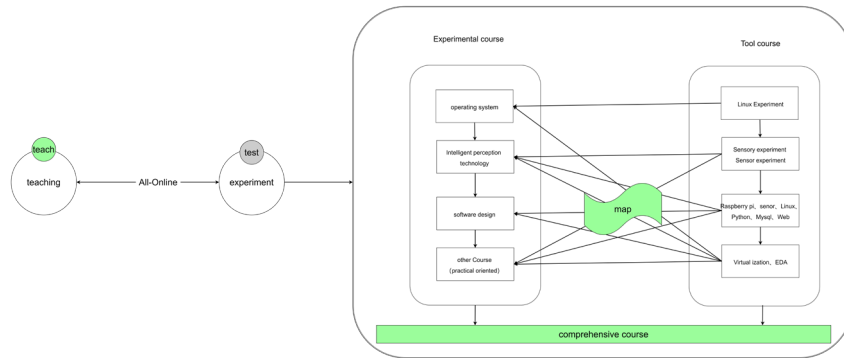 Experimental course
Tool course
operating system
Linux Experiment
teach
test
Intelligent perception
technology
Sensory experiment
Sensor experiment
teaching
All-Online
experiment
map
software design
Raspberry pi、senor、Linux、
Python、Mysql、Web
other Course
（practical oriented）
Virtual ization、EDA
comprehensive course